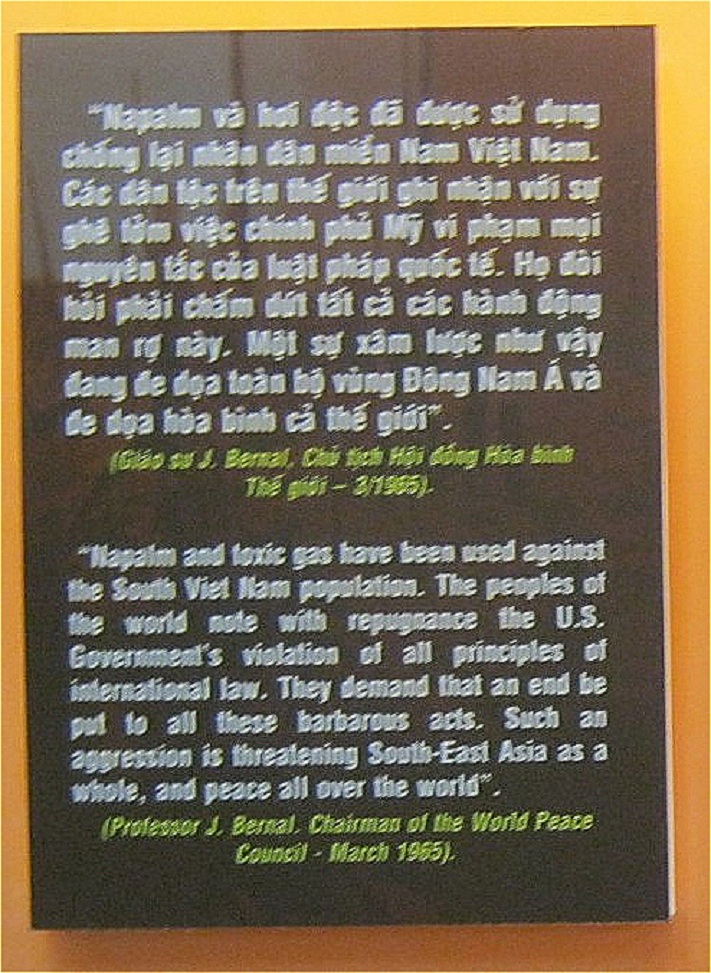 “Napalm và hơi độc đã được sử dụng
chống lại nhân dân miền Nam Việt Nam.
Các dân tộc trên thế giới ghi nhận với sự
ghê tởm việc chính phủ Mỹ vi phạm mọi
nguyên tắc của luật pháp quốc tế. Họ đòi
hỏi phải chấm dứt tất cả các hành động
man rợ này. Một sự xâm lược như vậy
đang đe dọa toàn bộ vùng Đông Nam Á và
đe dọa hòa bình cả thế giới”.
(Giáo sư J. Bernal, Chủ tịch Hội đồng Hòa bình
Thế giới – 3/1965).
“Napalm and toxic gas have been used against
the South Viet Nam population. The peoples of
the world note with repugnance the U.S.
Government's violation of all principles of
international law. They demand that an end be
put to all these barbarous acts. Such an
aggression is threatening South-East Asia as a
whole, and peace all over the world”.
(Professor J. Bernal. Chairman of the World Peace
Council - March 1965).